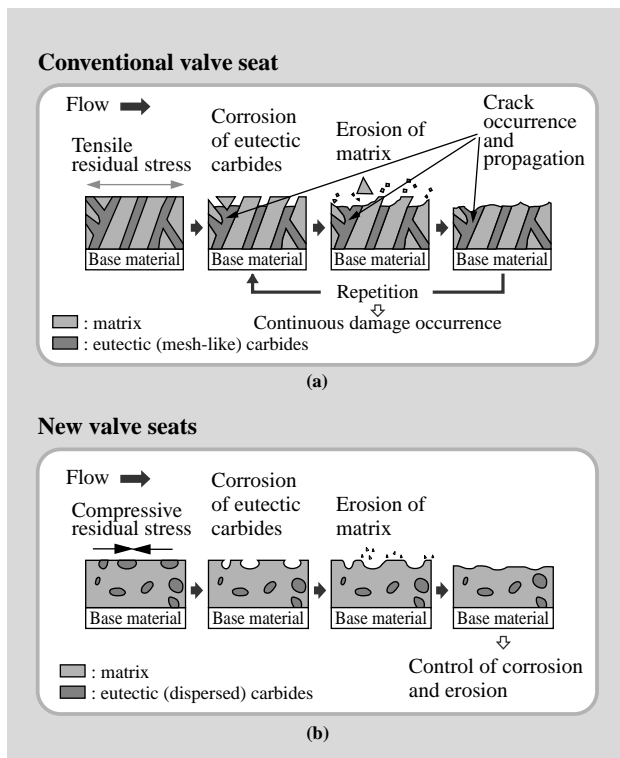 Conventional valve seat
Flow
Tensile
residual stress
Corrosion
of eutectic
carbides
Erosion of
matrix
Crack
occurrence
and
propagation
Base material
Base material
Base material
Base material
Repetition
Continuous damage occurrence
: matrix
: eutectic (mesh-like) carbides
(a)
New valve seats
Flow
Compressive
residual stress
Corrosion
of eutectic
carbides
Erosion of
matrix
Base material
Base material
Base material
Base material
Control of corrosion
and erosion
: matrix
: eutectic (dispersed) carbides
(b)